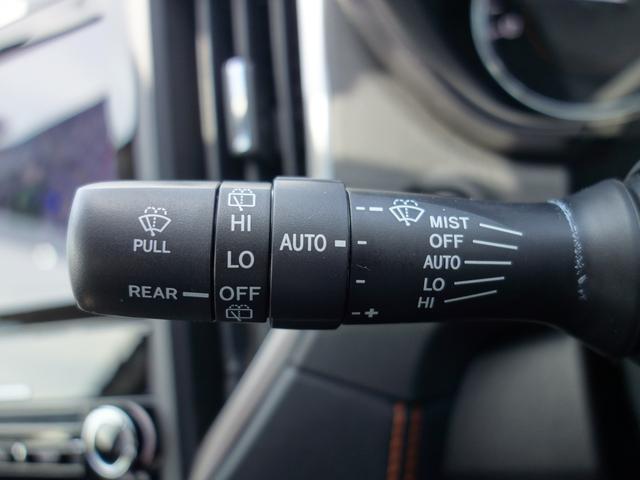 PULL
REAR
HI
LO
OFF
AUTO
- --
-
-
- +
MIST
OFF
AUTO
LO
HI